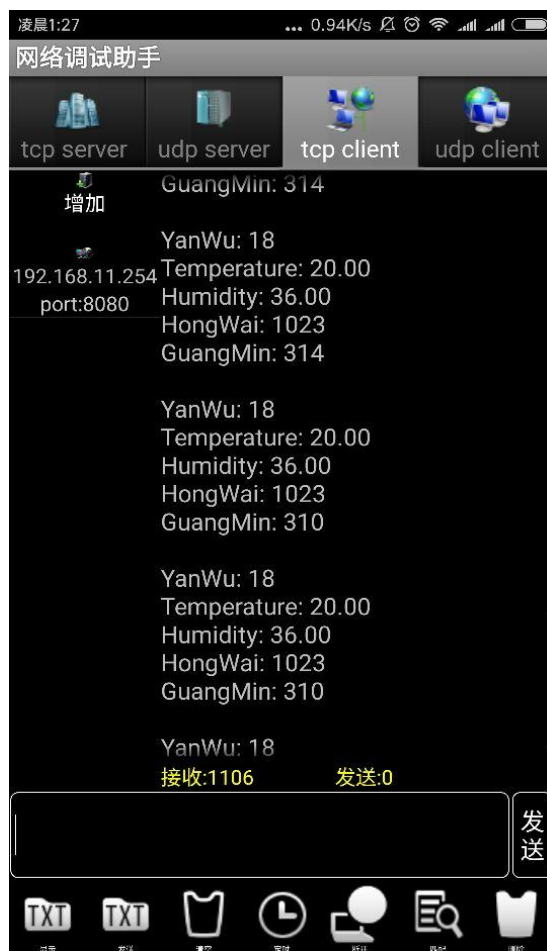 凌晨1:27
... 0.94K/s
网络调试助手
tcp server
udp server
tcp client
udp client
增加
192.168.11.254
port:8080
GuangMin: 314
YanWu: 18
Temperature: 20.00
Humidity: 36.00
HongWai: 1023
GuangMin: 314
YanWu: 18
Temperature: 20.00
Humidity: 36.00
HongWai: 1023
GuangMin: 310
YanWu: 18
Temperature: 20.00
Humidity: 36.00
HongWai: 1023
GuangMin: 310
YanWu: 18
接收:1106
发送:0
发
送
TXT
TXT